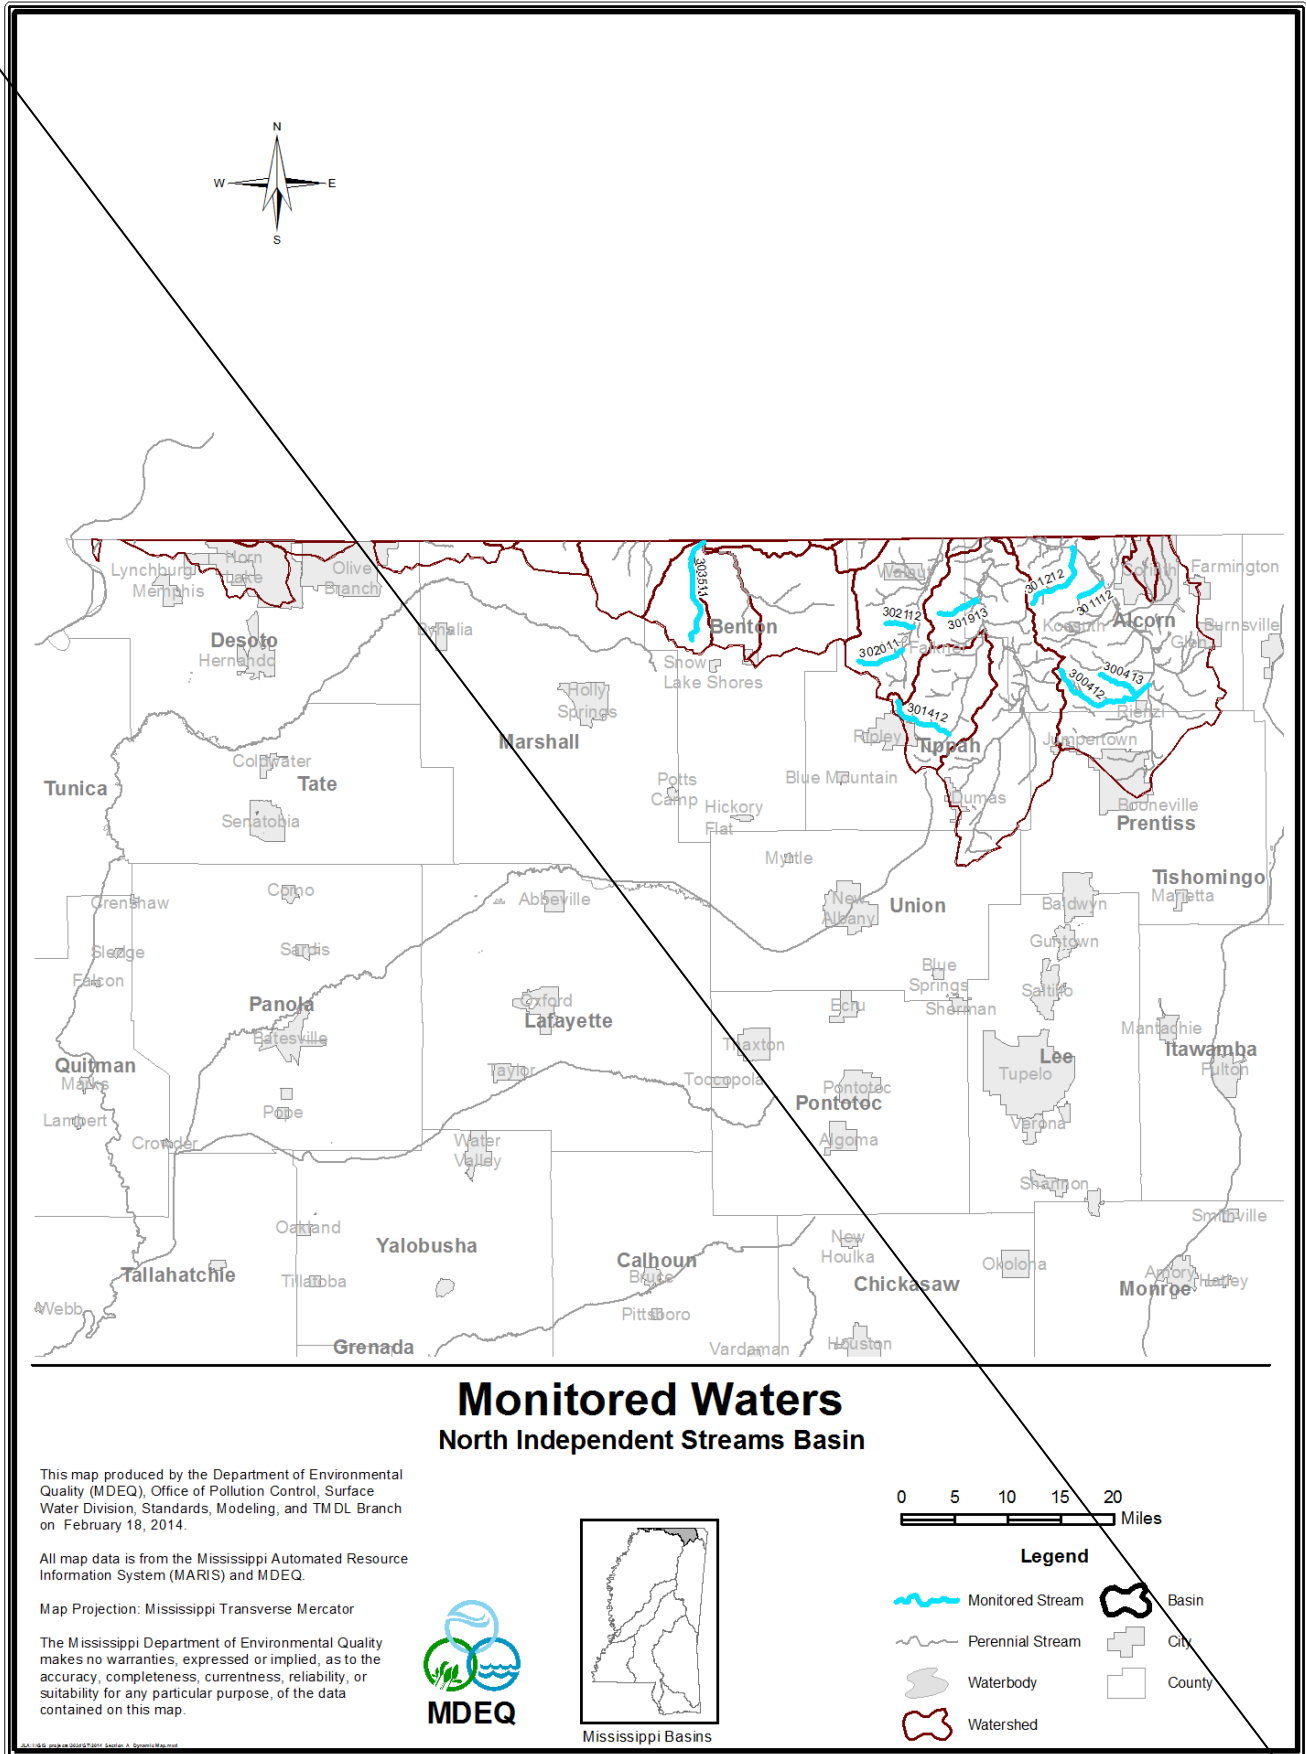 N
W E
S
Lynchburg
Horn
Lake
Olive
Branch
Memphis
Walnut
Corinth
Farmington
303511
301212
301112
302112
301913
Desoto
Hernando
Byhalia
Benton
Kossuth
Alcorn
Burnsville
Glen
302011
Falkner
Snow
Lake Shores
300413
300412
Holly
Springs
301412
Rienzi
Marshall
Ripley
Tippah
Jumpertown
Coldwater
Tunica
Tate
Potts
Camp
Blue Mountain
Hickory
Flat
Dumas
Booneville
Senatobia
Prentiss
Myrtle
Tishomingo
Como
Crenshaw
Abbeville
New
Albany
Union
Baldwyn
Marietta
Sledge
Sardis
Guntown
Falcon
Blue
Springs
Saltillo
Panola
Oxford
Lafayette
Ecru
Sherman
Batesville
Thaxton
Mantachie
Quitman
Marks
Lee
Itawamba
Fulton
Taylor
Toccopola
Tupelo
Pontotoc
Pontotoc
Lambert
Pope
Verona
Crowder
Water
Valley
Algoma
Shannon
Oakland
Smithville
Yalobusha
New
Houlka
Calhoun
Bruce
Okolona
Tallahatchie
Tillatoba
Chickasaw
Amory
Hatley
Monroe
Webb
Pittsboro
Grenada
Vardaman
Houston
Monitored Waters
North Independent Streams Basin
This map produced by the Department of Environmental
Quality (MDEQ), Office of Pollution Control, Surface
Water Division, Standards, Modeling, and TMDL Branch
on February 18, 2014.
All map data is from the Mississippi Automated Resource
Information System (MARIS) and MDEQ.
Map Projection: Mississippi Transverse Mercator
The Mississippi Department of Environmental Quality
makes no warranties, expressed or implied, as to the
accuracy, completeness, currentness, reliability, or
suitability for any particular purpose, of the data
contained on this map.
MDEQ
Mississippi Basins
0 5 10 15 20
Miles
Legend
Monitored Stream
Basin
Perennial Stream
City
Waterbody
County
Watershed